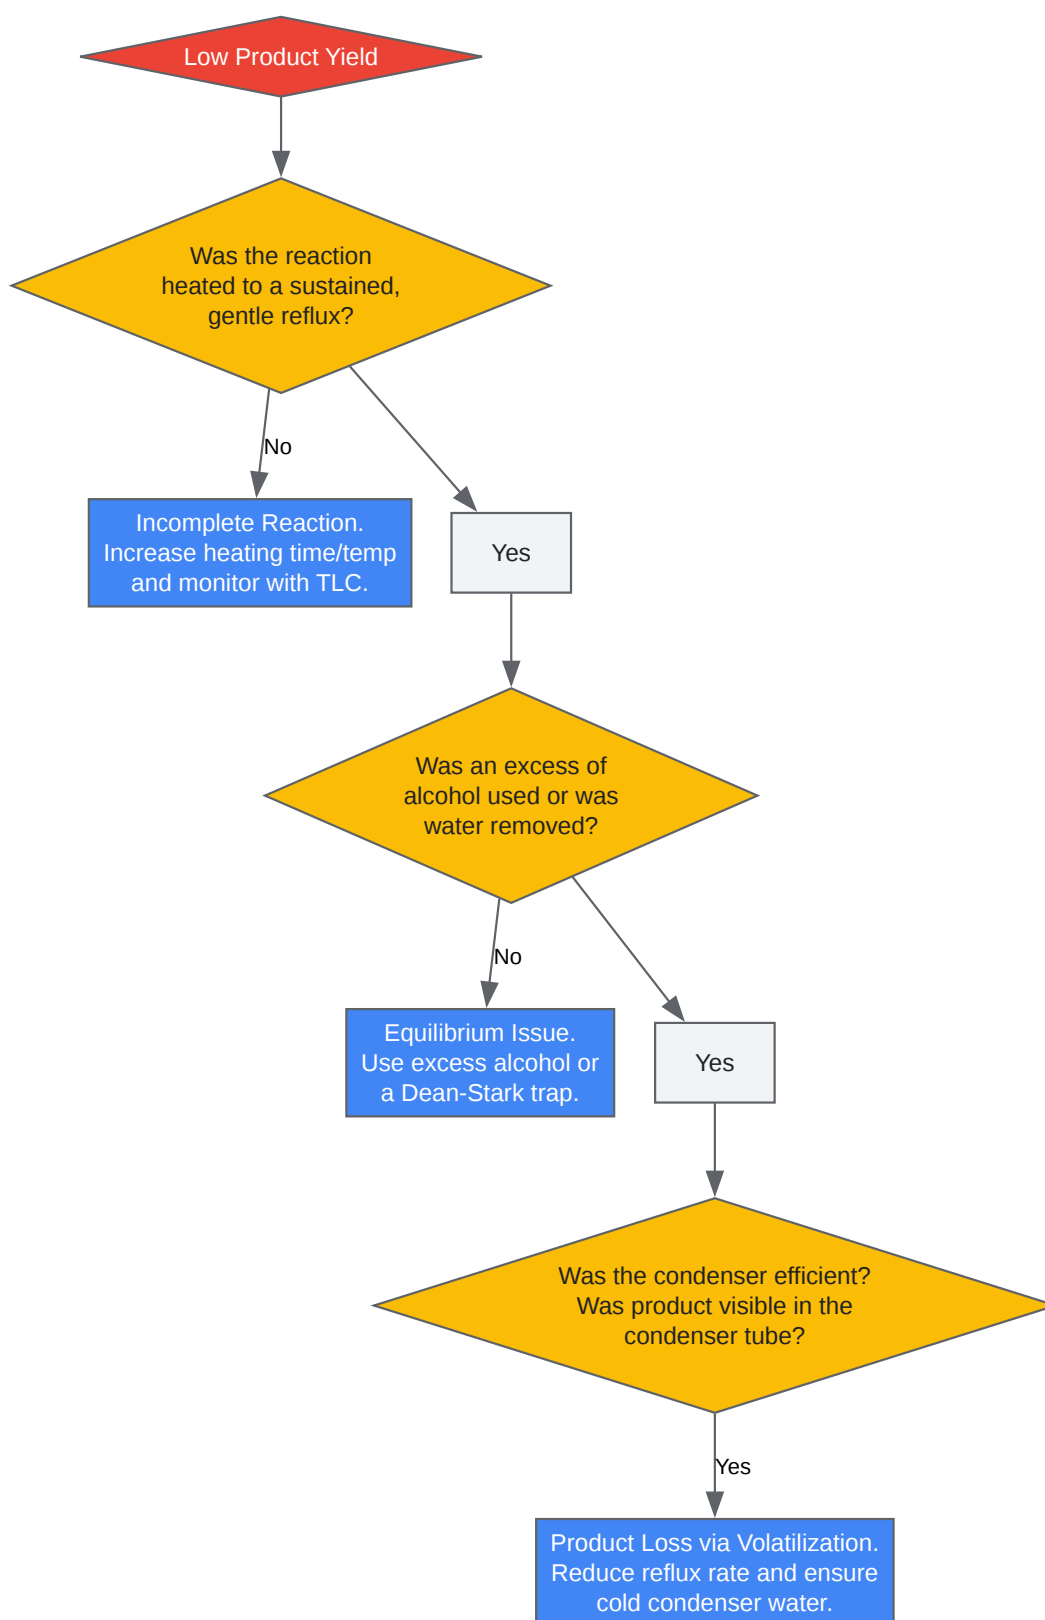 Low Product Yield
Was the reaction
heated to a sustained,
gentle reflux?
No
Incomplete Reaction.
Increase heating time/temp
and monitor with TLC.
Yes
Was an excess of
alcohol used or was
water removed?
No
Equilibrium Issue.
Use excess alcohol or
a Dean-Stark trap.
Yes
Was the condenser efficient?
Was product visible in the
condenser tube?
Yes
Product Loss via Volatilization.
Reduce reflux rate and ensure
cold condenser water.